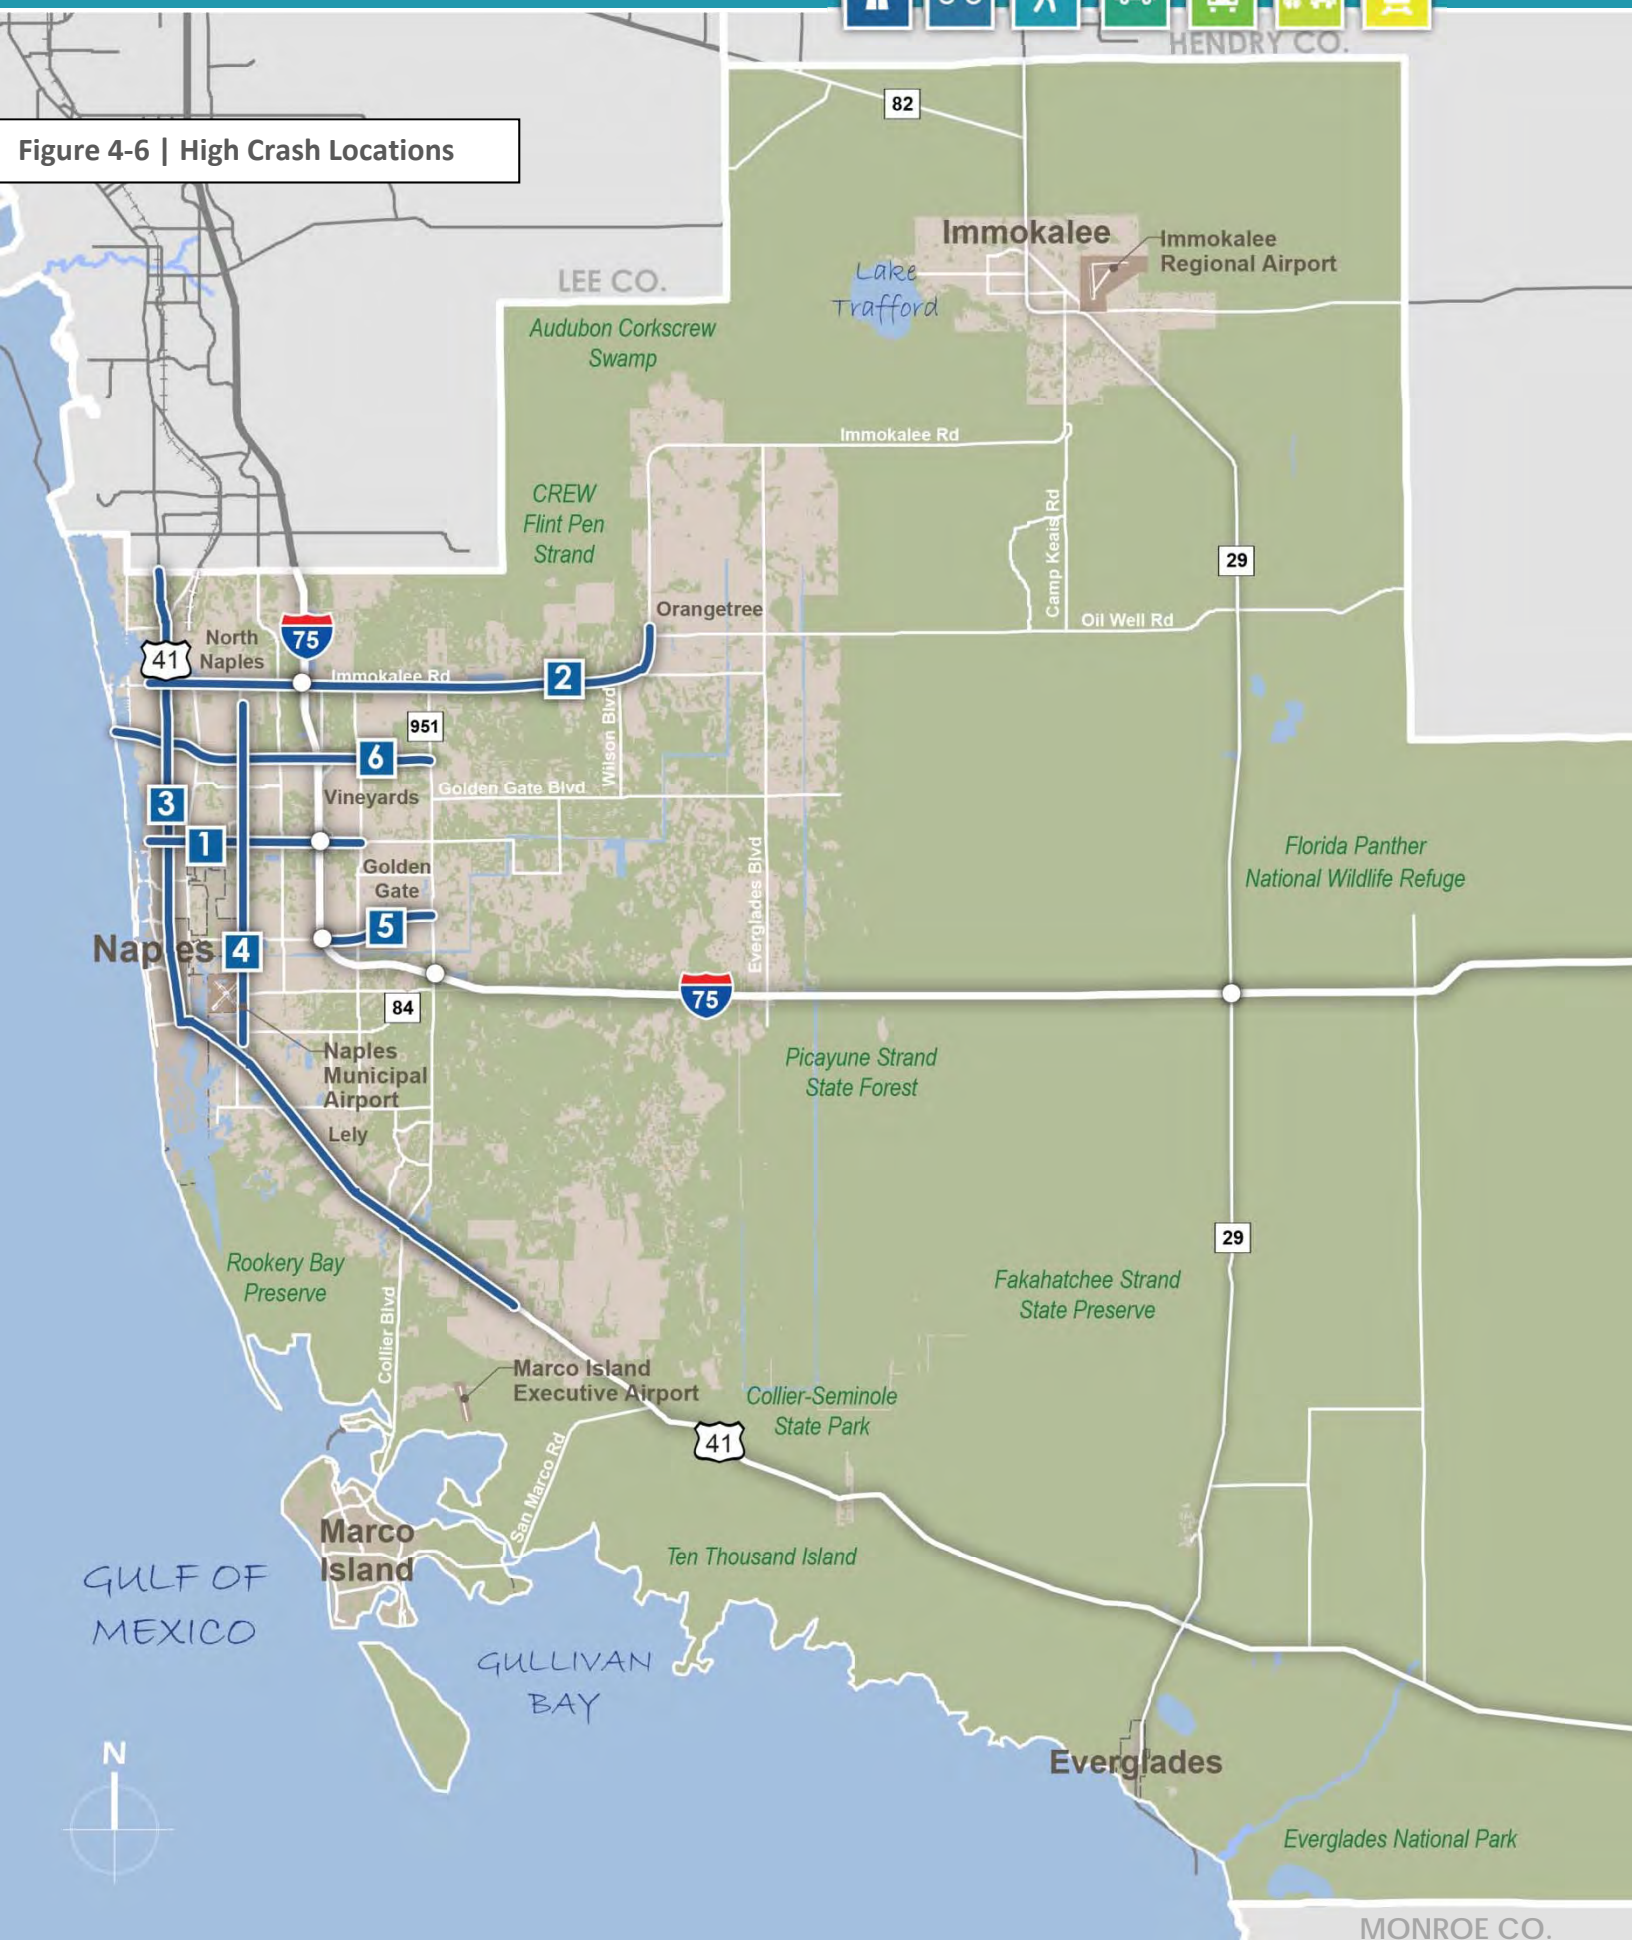 HENDRY CO.
82
Figure 4-6 | High Crash Locations
Immokalee
Immokalee
Regional Airport
LEE CO.
Lake
Trafford
Audubon Corkscrew
Swamp
Immokalee Rd
CREW
Flint Pen
Strand
Camp Keais Rd
29
Orangetree
Oil Well Rd
North
Naples
75
41
Immokalee Rd
2
Wilson Blvd
951
6
Golden Gate Blvd
Vineyards
3
1
Golden
Gate
Everglades Blvd
Florida Panther
National Wildlife Refuge
5
Naples
4
75
84
Naples
Municipal
Airport
Picayune Strand
State Forest
Lely
29
Rookery Bay
Preserve
Fakahatchee Strand
State Preserve
Collier Blvd
Marco Island
Executive Airport
Collier-Seminole
State Park
41
San Marco Rd
Marco
Island
Ten Thousand Island
GULF OF
MEXICO
GULLIVAN
BAY
N
Everglades
Everglades National Park
MONROE CO.